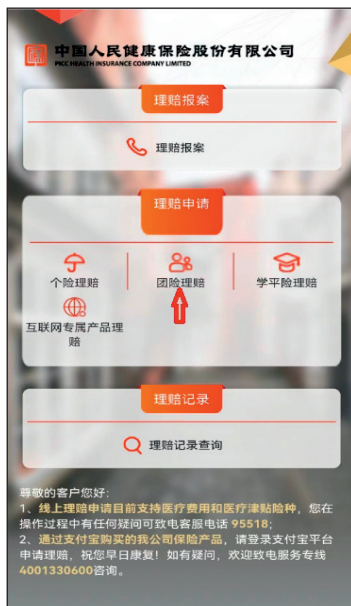 中国人民健康保险股份有限公司
PICC HEALTH INSURANCE COMPANY LIMITED
理赔报案
理赔报案
理赔申请
个险理赔
团险理赔
学平险理赔
互联网专属产品理
赔
理赔记录
理赔记录查询
尊敬的客户您好:
1、线上理赔申请目前支持医疗费用和医疗津贴险种，您在
操作过程中有任何疑问可致电客服电话 95518;
2、通过支付宝购买的我公司保险产品，请登录支付宝平台
申请理赔，祝您早日康复！如有疑问，欢迎致电服务专线
4001330600咨询。